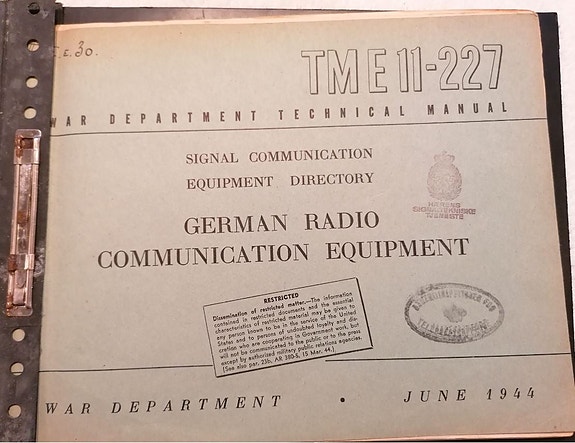 E. 30.
TM E 11-227
WAR DEPARTMENT TECHNICAL MANUAL
SIGNAL COMMUNICATION
EQUIPMENT DIRECTORY
GERMAN RADIO
COMMUNICATION EQUIPMENT
HÆRENS
SIGNALTEKNISKE
TJENESTE
RESTRICTED
Dissemination of restricted matter.—The information
contained in restricted documents and the essential
characteristics of restricted material may be given to
any person known to be in the service of the United
States and to persons of undoubted loyalty and dis-
cretion who are cooperating in Government work, but
will not be communicated to the public or to the press
except by authorized military public relations agencies.
(See also par. 23b, AR 380-5, 15 Mar. 44.)
WAR DEPARTMENT • JUNE 1944